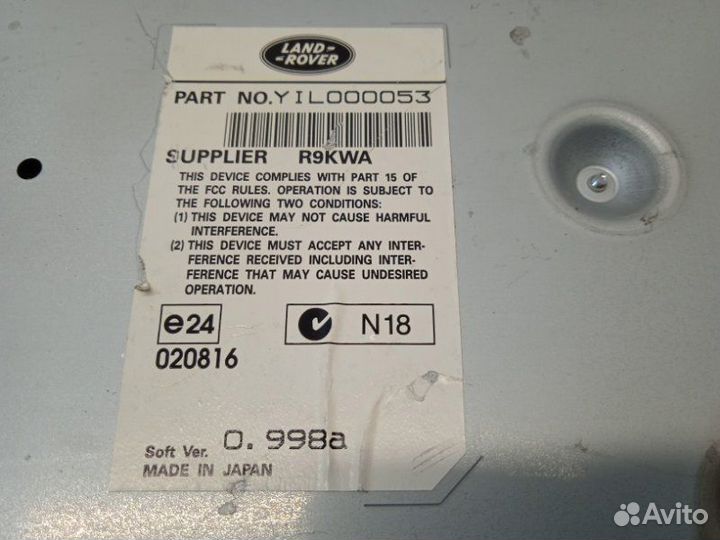 LAND-
-ROVER
PART NO.YIL000053
SUPPLIER R9KWA
THIS DEVICE COMPLIES WITH PART 15 OF
THE FCC RULES. OPERATION IS SUBJECT TO
THE FOLLOWING TWO CONDITIONS:
(1) THIS DEVICE MAY NOT CAUSE HARMFUL
INTERFERENCE.
(2) THIS DEVICE MUST ACCEPT ANY INTER-
FERENCE RECEIVED INCLUDING INTER-
FERENCE THAT MAY CAUSE UNDESIRED
OPERATION.
e24 N18
020816
Soft Ver. 0.998a
MADE IN JAPAN
Avito